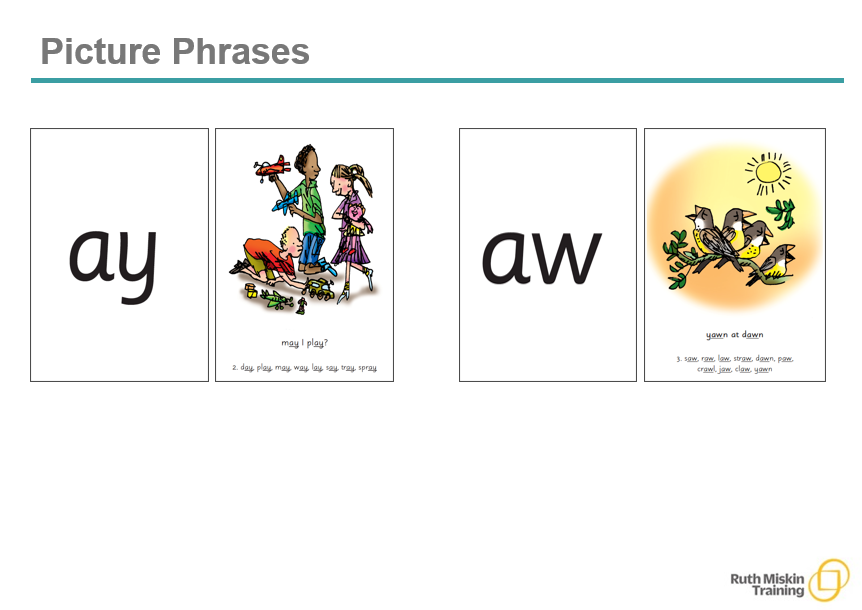 Picture Phrases
ay
may I play?
2. day, play, may, way, lay, say, tray, spray
aw
yawn at dawn
3. saw, raw, law, straw, dawn, paw,
crawl, jaw, claw, yawn
Ruth Miskin
Training